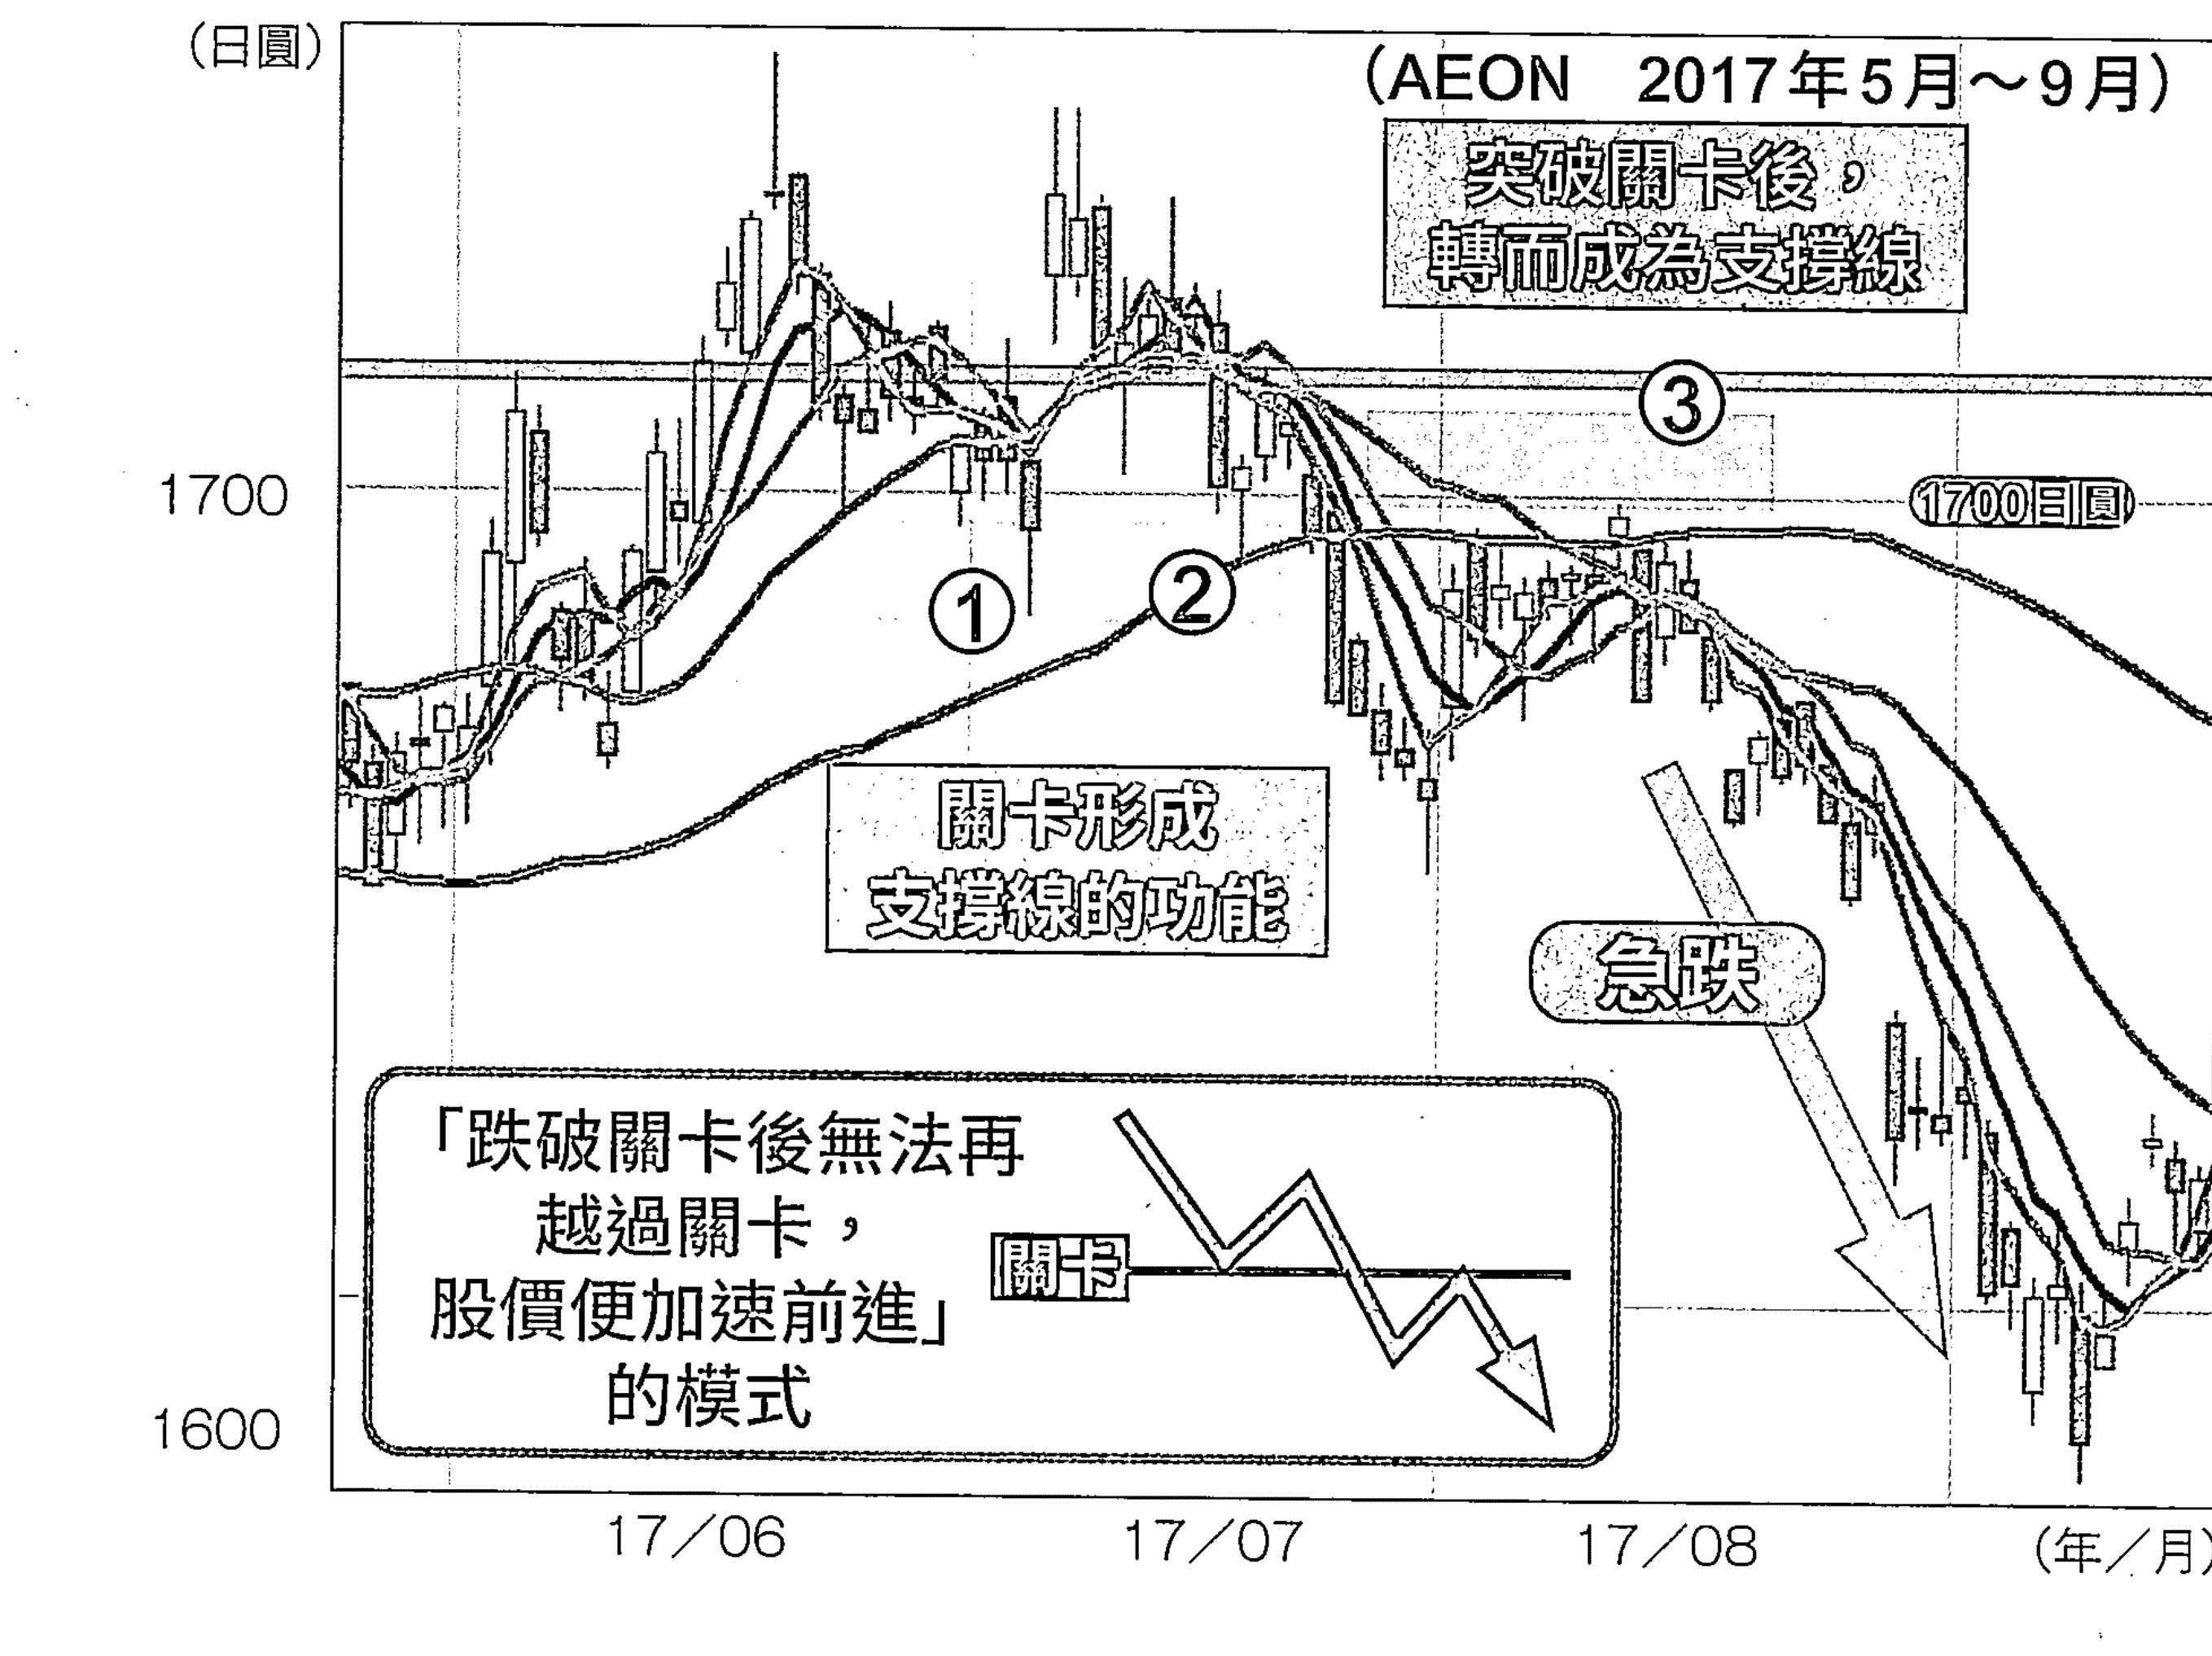 (日圓)
(AEON 2017年5月～9月)
突破關卡後，
轉而成為支撐線
③
1700
1700日圓
①
②
關卡形成
支撐線的功能
急跌
「跌破關卡後無法再
越過關卡，
股價便加速前進」
的模式
關卡
1600
17／06
17／07
17／08
(年／月)